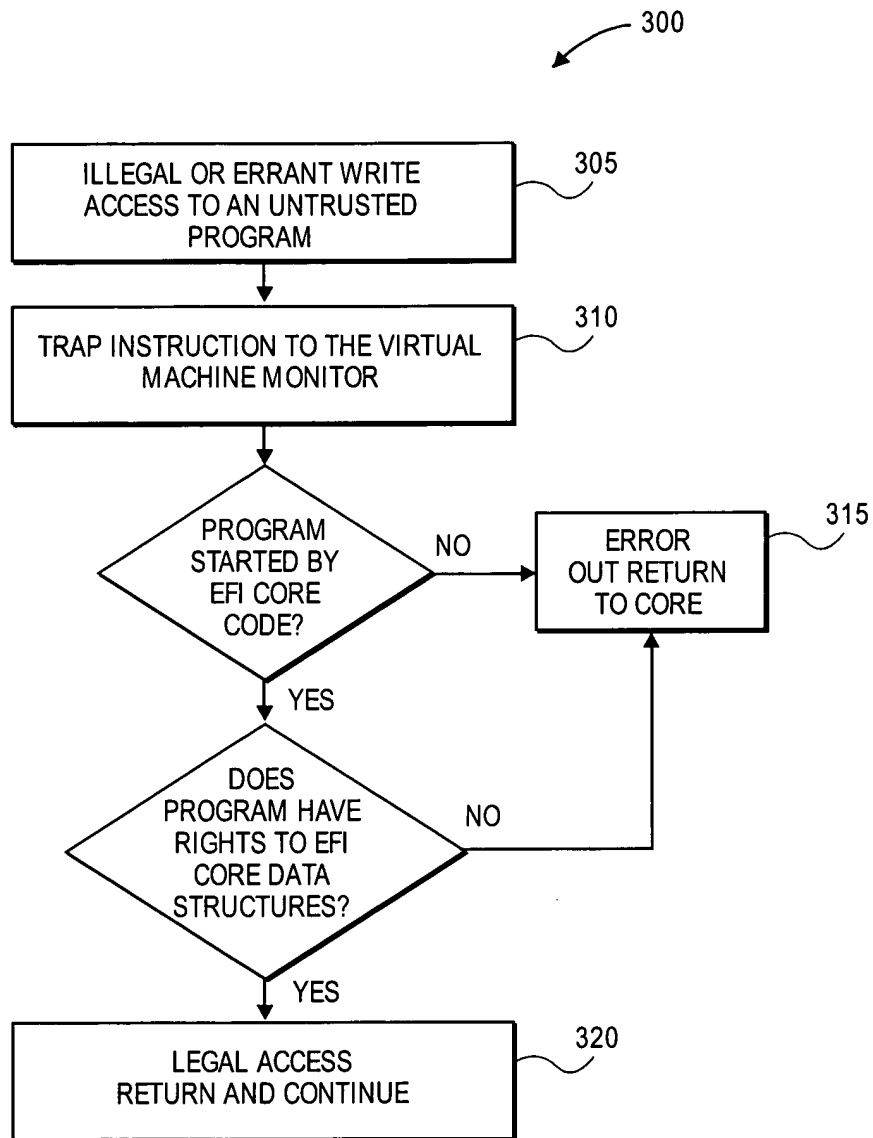 300
ILLEGAL OR ERRANT WRITE
ACCESS TO AN UNTRUSTED
PROGRAM
305
TRAP INSTRUCTION TO THE VIRTUAL
MACHINE MONITOR
310
PROGRAM
STARTED BY
EFI CORE
CODE?
NO
ERROR
OUT RETURN
TO CORE
315
YES
DOES
PROGRAM HAVE
RIGHTS TO EFI
CORE DATA
STRUCTURES?
NO
YES
LEGAL ACCESS
RETURN AND CONTINUE
320